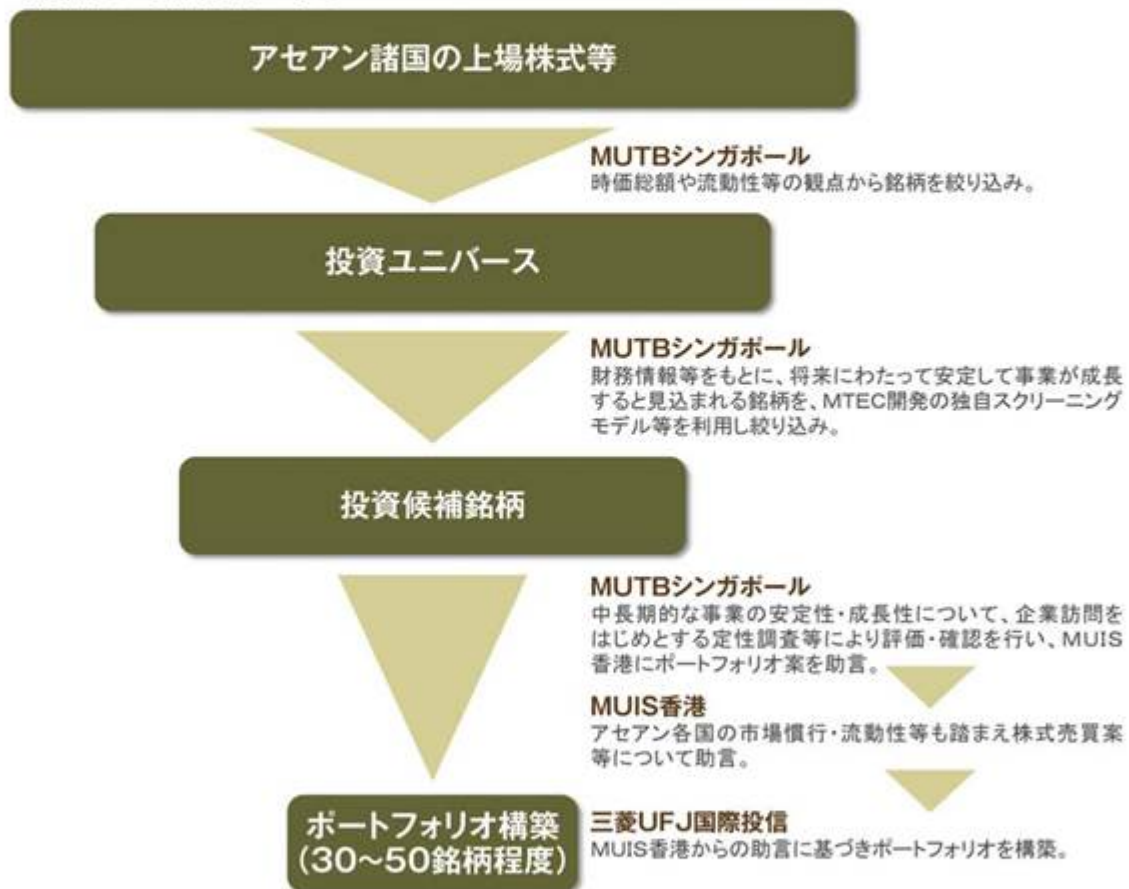 アセアン諸国の上場株式等
MUTBシンガポール
時価総額や流動性等の観点から銘柄を絞り込み。
投資ユニバース
MUTBシンガポール
財務情報等をもとに、将来にわたって安定して事業が成長
すると見込まれる銘柄を、MTEC開発の独自スクリーニング
モデル等を利用し絞り込み。
投資候補銘柄
MUTBシンガポール
中長期的な事業の安定性・成長性について、企業訪問を
はじめとする定性調査等により評価・確認を行い、MUIS
香港にポートフォリオ案を助言。
MUIS香港
アセアン各国の市場慣行・流動性等も踏まえ株式売買案
等について助言。
ポートフォリオ構築
(30~50銘柄程度)
三菱UFJ国際投信
MUIS香港からの助言に基づきポートフォリオを構築。